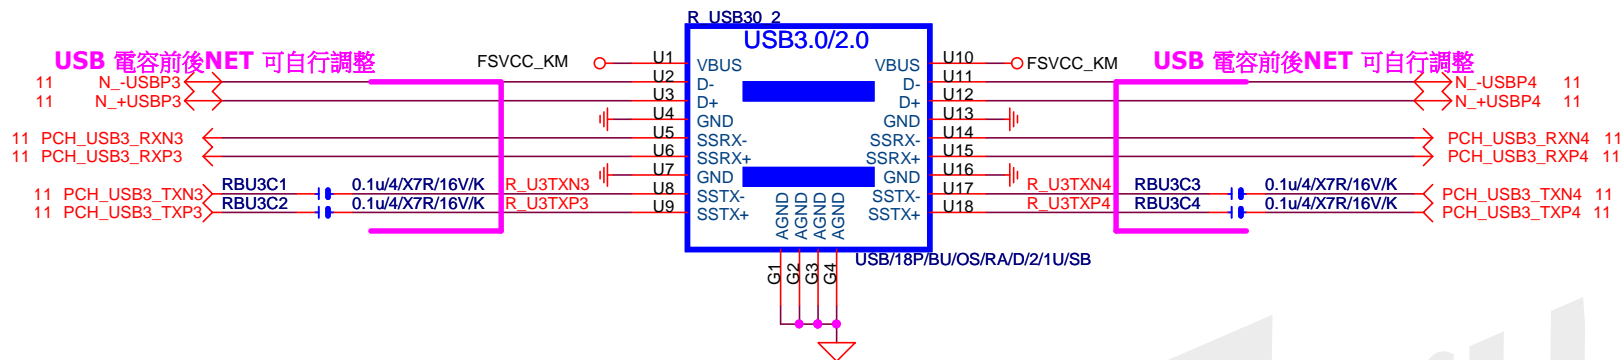 R_USB30_2
USB3.0/2.0
USB 電容前後NET 可自行調整
FSVCC_KM
U1
VBUS
11 N_-USBP3
U2
D-
11 N_+USBP3
U3
D+
U4
GND
11 PCH_USB3_RXN3
U5
SSRX-
11 PCH_USB3_RXP3
U6
SSRX+
U7
GND
11 PCH_USB3_TXN3
RBU3C1
0.1u/4/X7R/16V/K
R_U3TXN3
U8
SSTX-
11 PCH_USB3_TXP3
RBU3C2
0.1u/4/X7R/16V/K
R_U3TXP3
U9
SSTX+
USB 電容前後NET 可自行調整
VBUS
U10
FSVCC_KM
D-
U11
N_-USBP4 11
D+
U12
N_+USBP4 11
GND
U13
SSRX-
U14
PCH_USB3_RXN4 11
SSRX+
U15
PCH_USB3_RXP4 11
GND
U16
SSTX-
U17
R_U3TXN4
RBU3C3
0.1u/4/X7R/16V/K
PCH_USB3_TXN4 11
SSTX+
U18
R_U3TXP4
RBU3C4
0.1u/4/X7R/16V/K
PCH_USB3_TXP4 11
AGND
AGND
AGND
AGND
USB/18P/BU/OS/RA/D/2/1U/SB
G1
G2
G3
G4